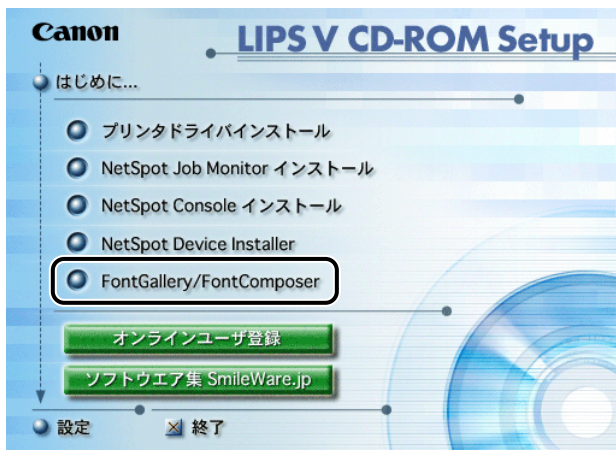 Canon
LIPS V CD-ROM Setup
はじめに...
プリンタドライバインストール
NetSpot Job Monitor インストール
NetSpot Console インストール
NetSpot Device Installer
FontGallery/FontComposer
オンラインユーザ登録
ソフトウエア集 SmileWare.jp
設定
終了